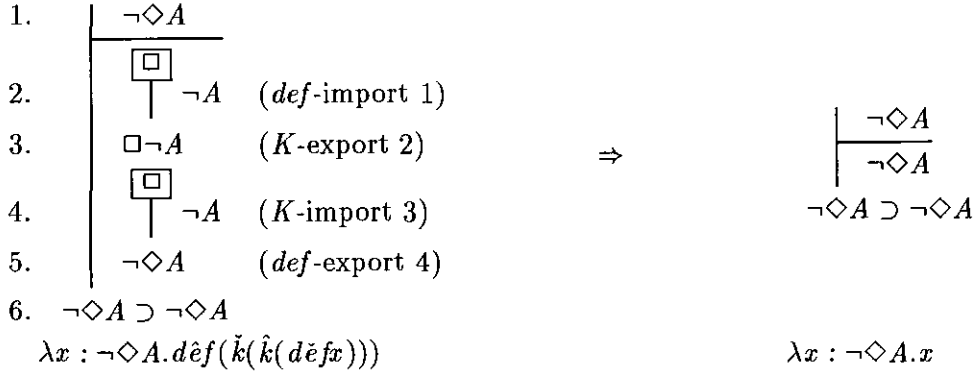 1. ¬◇A
□
2. ¬A (def-import 1)
3. □¬A (K-export 2)
□
4. ¬A (K-import 3)
5. ¬◇A (def-export 4)
6. ¬◇A ⊃ ¬◇A
λx : ¬◇A.dêf(ǩ(k̂(děfx)))
⇒
¬◇A
¬◇A
¬◇A ⊃ ¬◇A
λx : ¬◇A.x